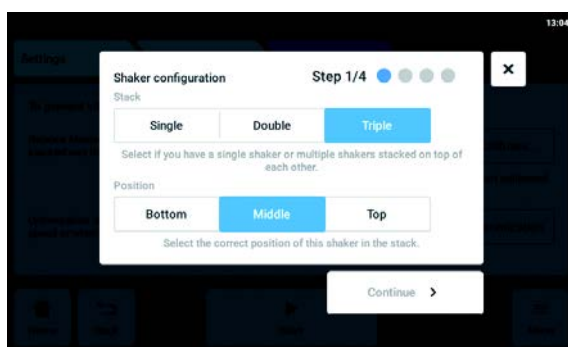 13:04
Settings
Shaker configuration
Step 1/4
Stack
Single Double Triple
Select if you have a single shaker or multiple shakers stacked on top of
each other.
Position
Bottom Middle Top
Select the correct position of this shaker in the stack.
Continue